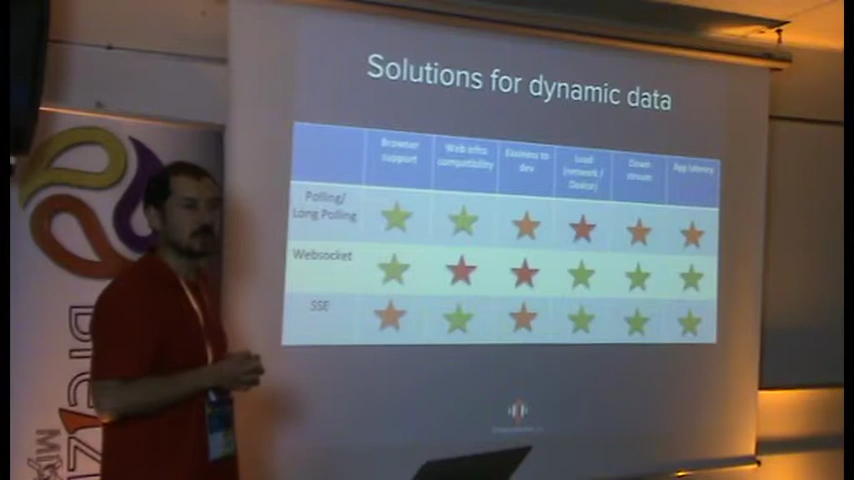 Solutions for dynamic data
Browser support
Web infra compatibility
Easiness to dev
Load (network / Device)
Down stream
App latency
Polling/
Long Polling
Websocket
SSE